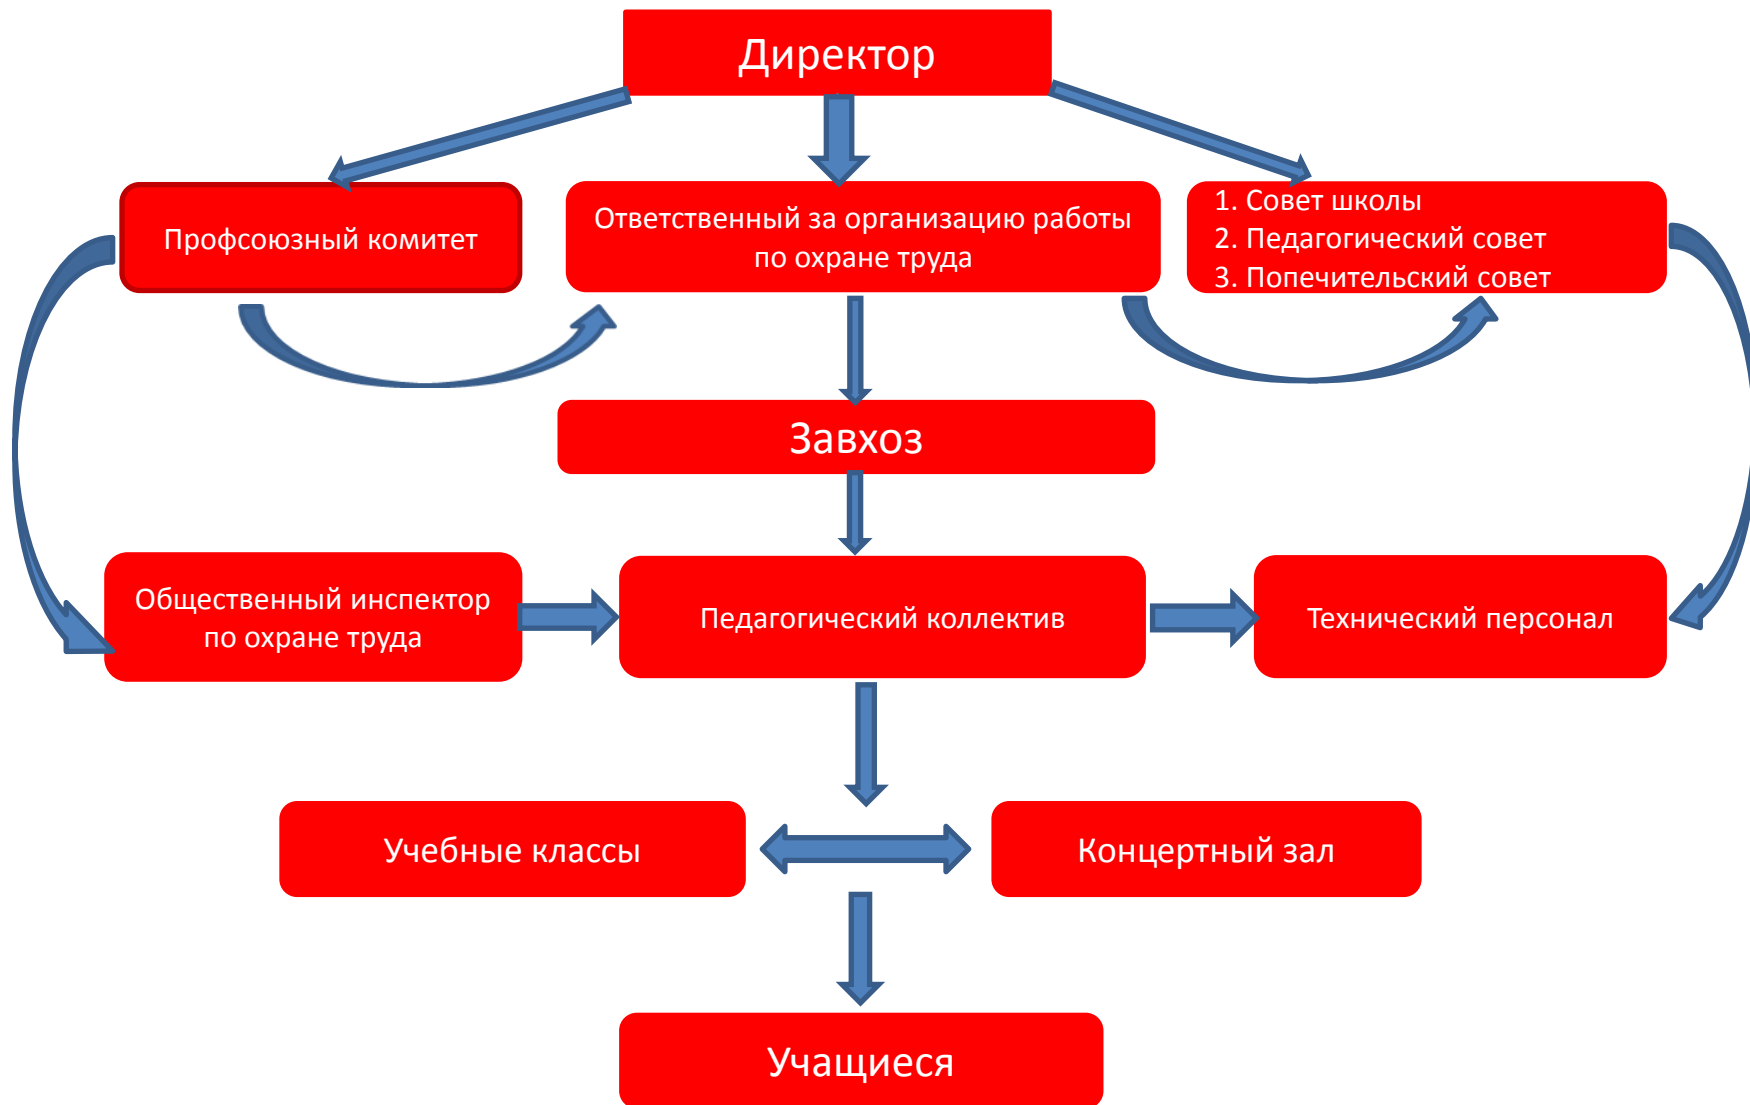 Директор
Профсоюзный комитет
Ответственный за организацию работы
по охране труда
1. Совет школы
2. Педагогический совет
3. Попечительский совет
Завхоз
Общественный инспектор
по охране труда
Педагогический коллектив
Технический персонал
Учебные классы
Концертный зал
Учащиеся